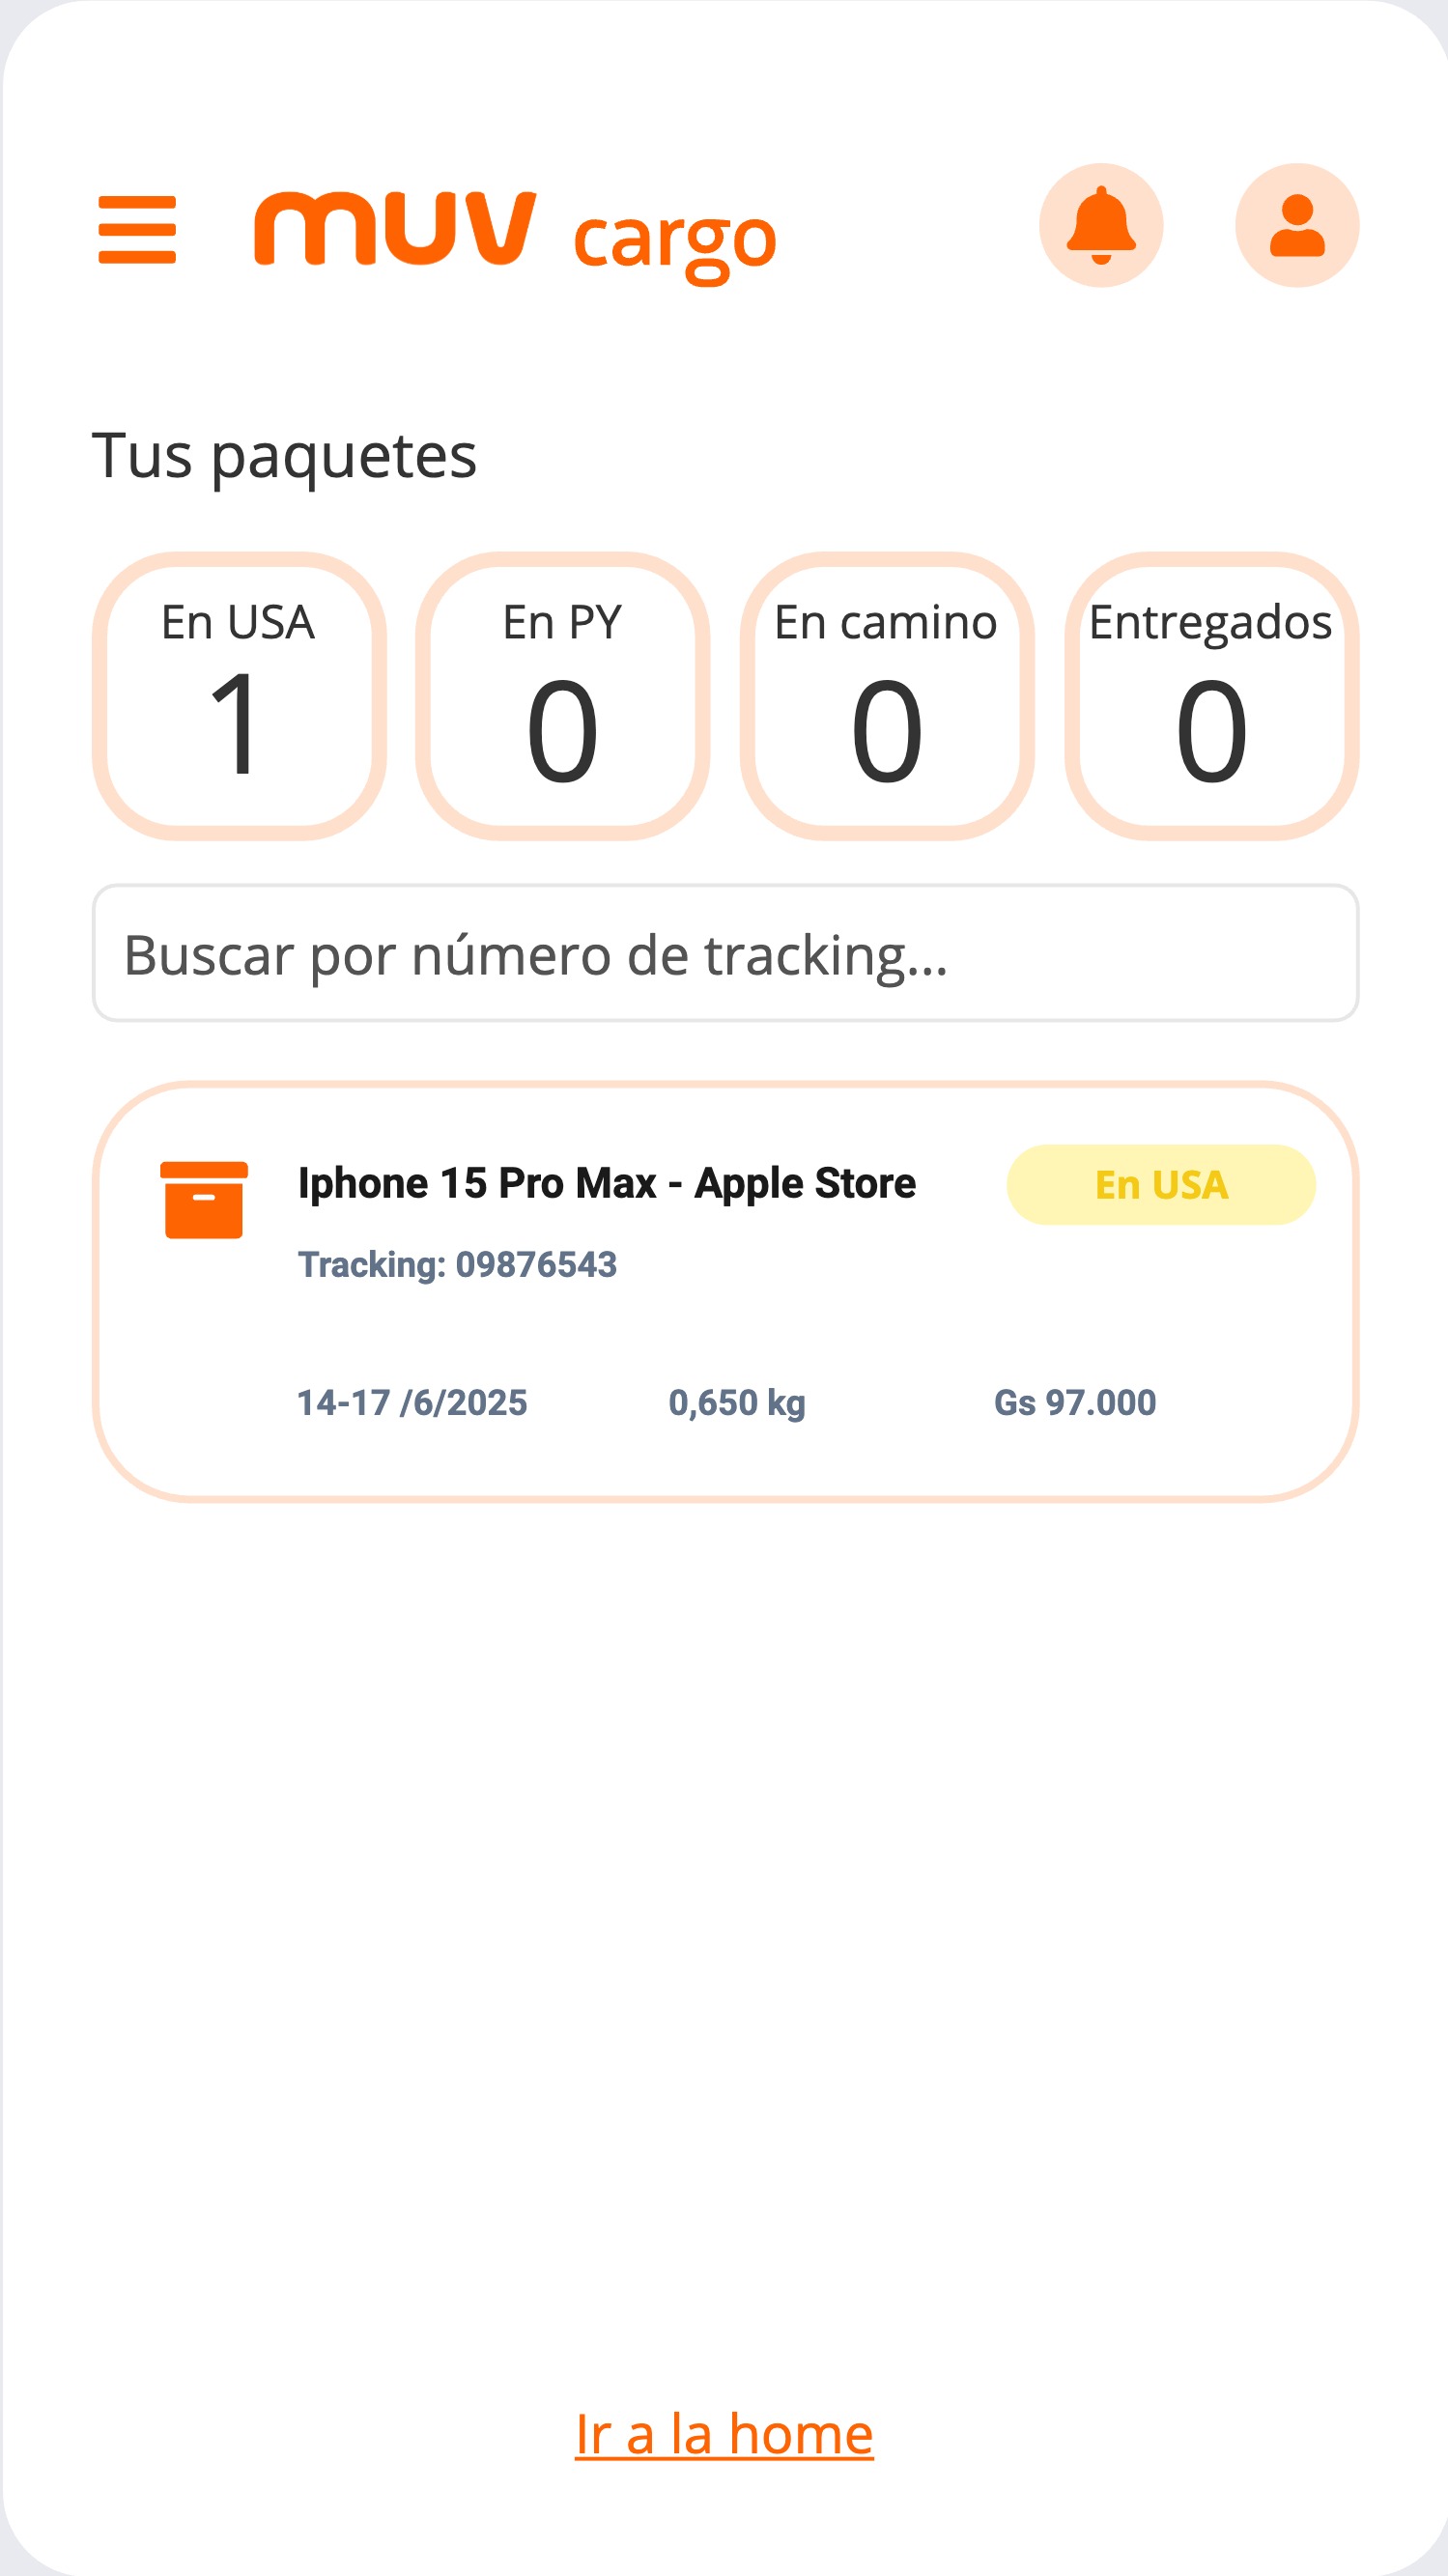 muv cargo
Tus paquetes
En USA
1
En PY
0
En camino
0
Entregados
0
Buscar por número de tracking...
Iphone 15 Pro Max - Apple Store
En USA
Tracking: 09876543
14-17 /6/2025 0,650 kg Gs 97.000
Ir a la home